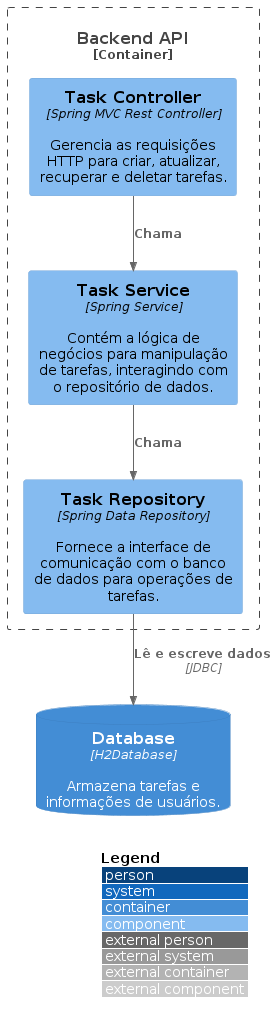 Backend API
[Container]
Task Controller
[Spring MVC Rest Controller]
Gerencia as requisições
HTTP para criar, atualizar,
recuperar e deletar tarefas.
Chama
Task Service
[Spring Service]
Contém a lógica de
negócios para manipulação
de tarefas, interagindo com
o repositório de dados.
Chama
Task Repository
[Spring Data Repository]
Fornece a interface de
comunicação com o banco
de dados para operações de
tarefas.
Lê e escreve dados
[JDBC]
Database
[H2Database]
Armazena tarefas e
informações de usuários.
Legend
person
system
container
component
external person
external system
external container
external component